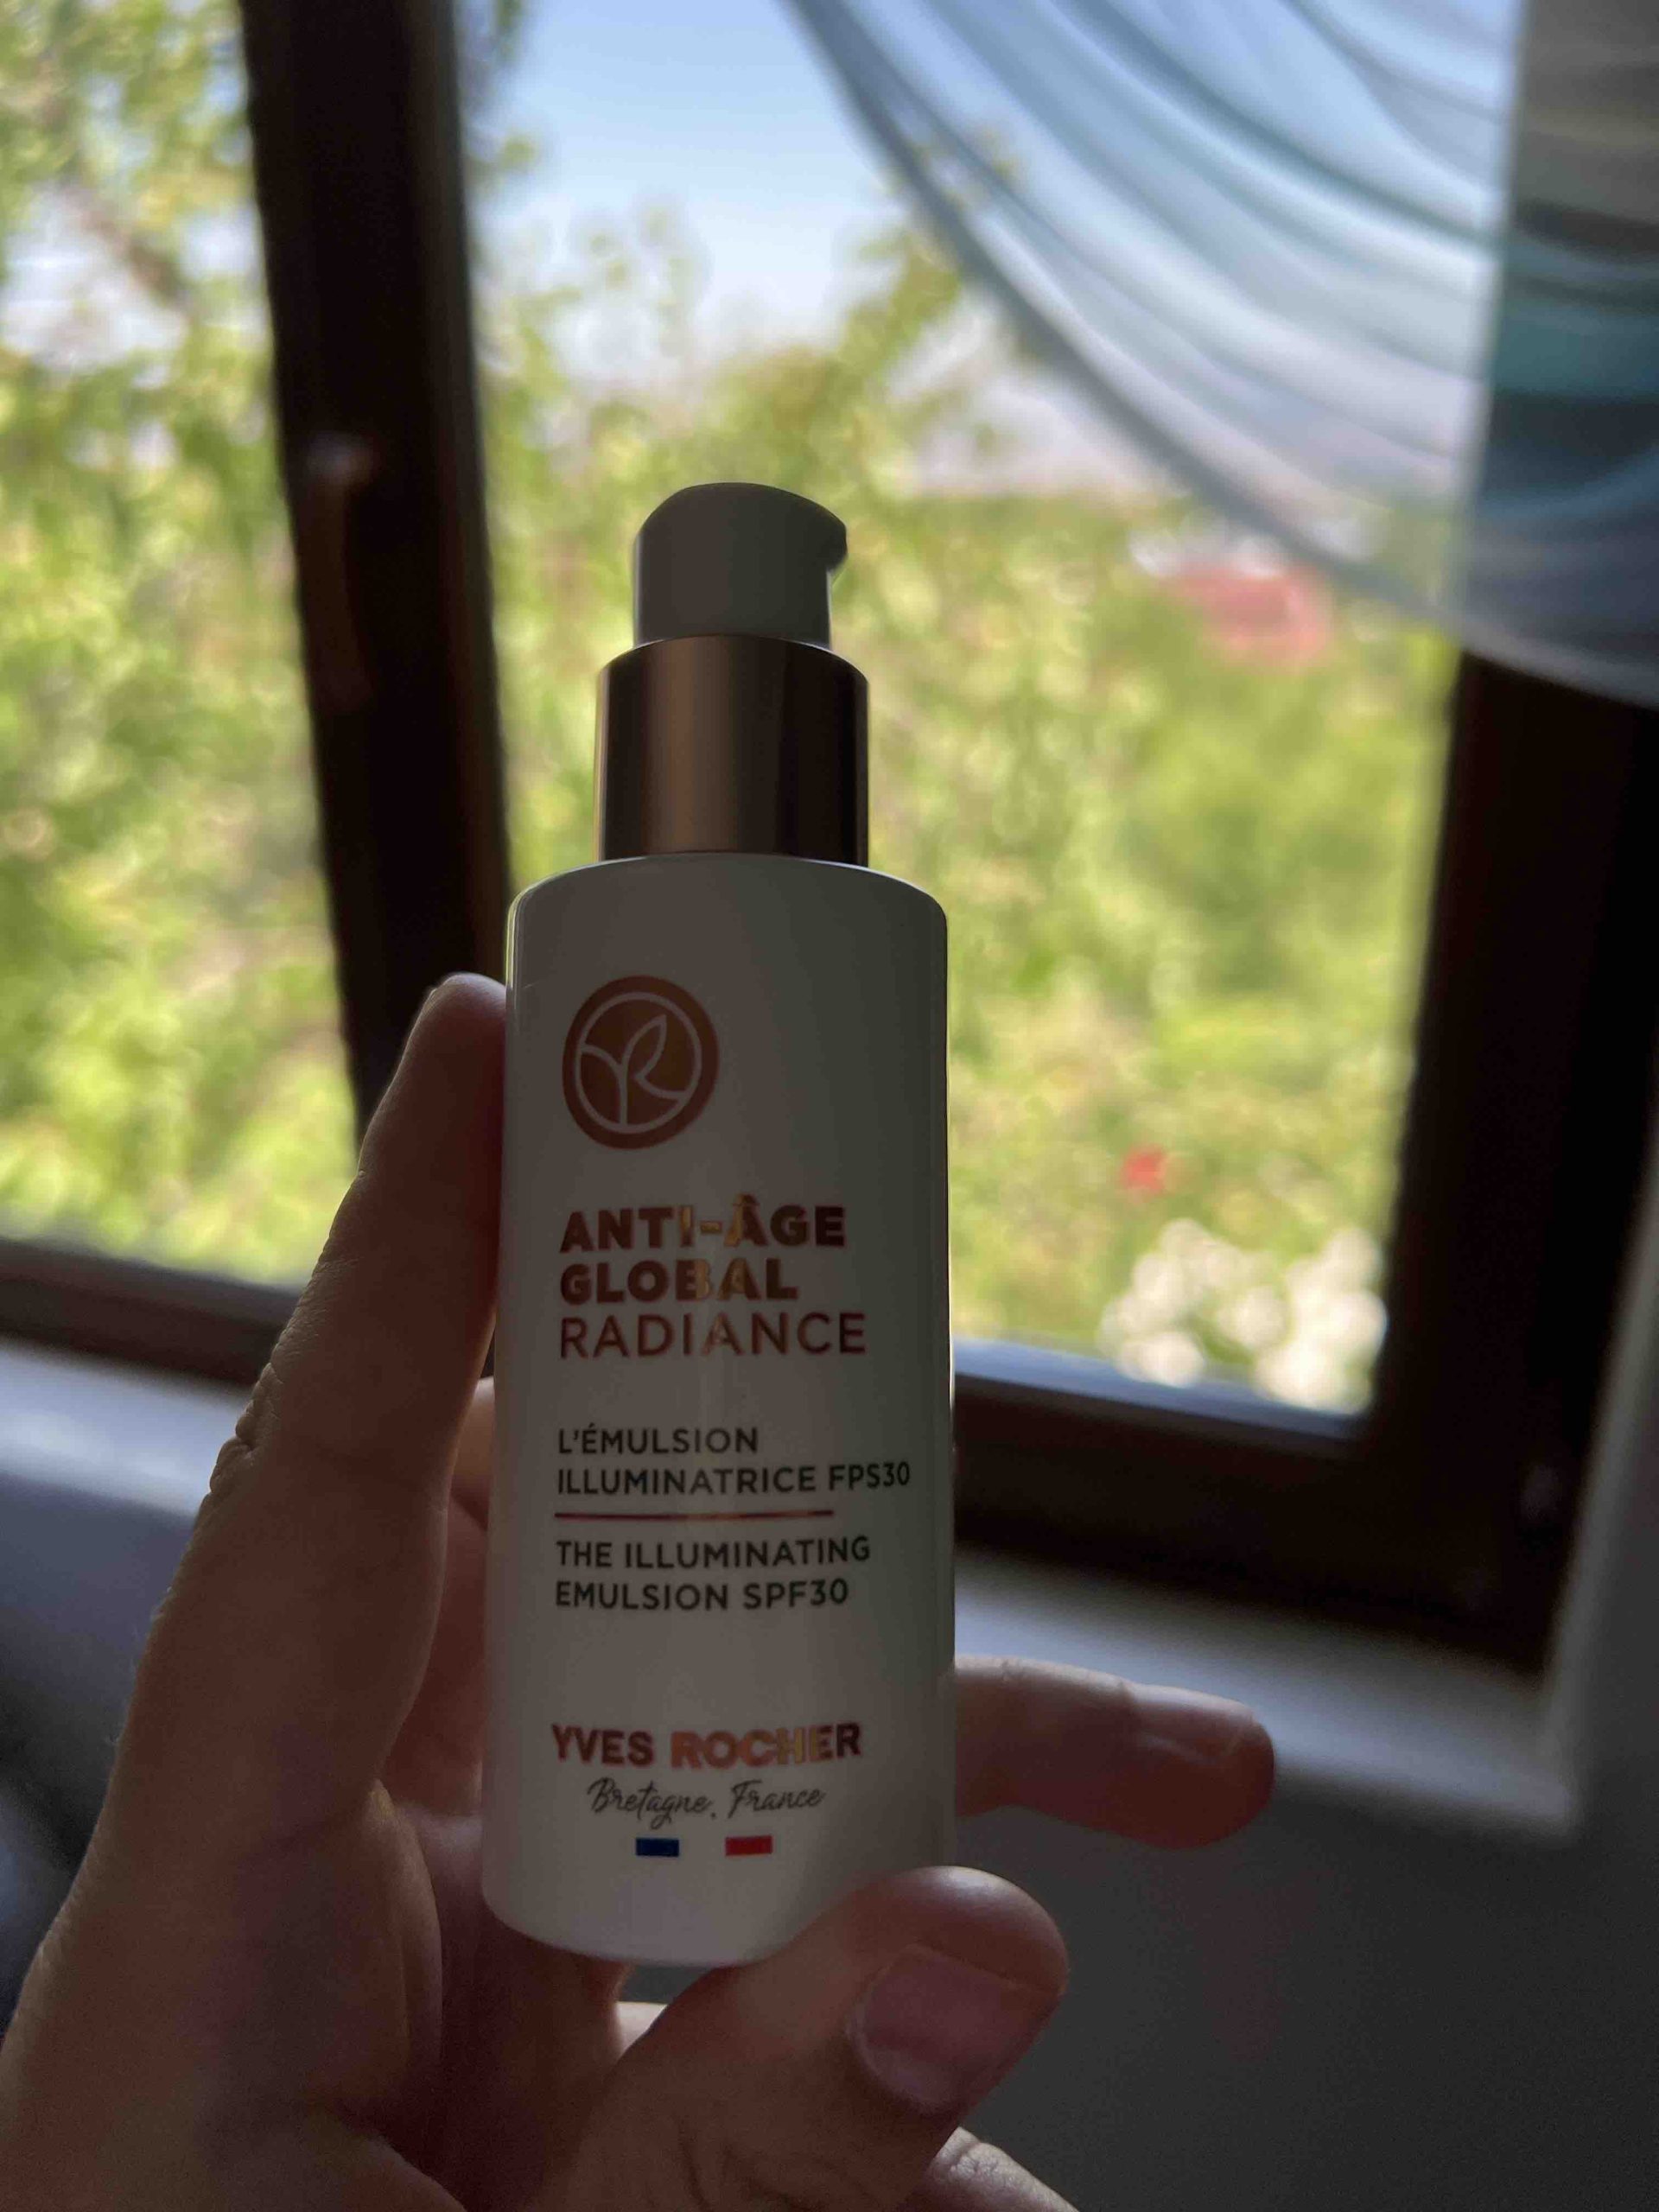 ANTI-ÂGE
GLOBAL
RADIANCE
L'ÉMULSION
ILLUMINATRICE FPS30
THE ILLUMINATING
EMULSION SPF30
YVES ROCHER
Bretagne, France